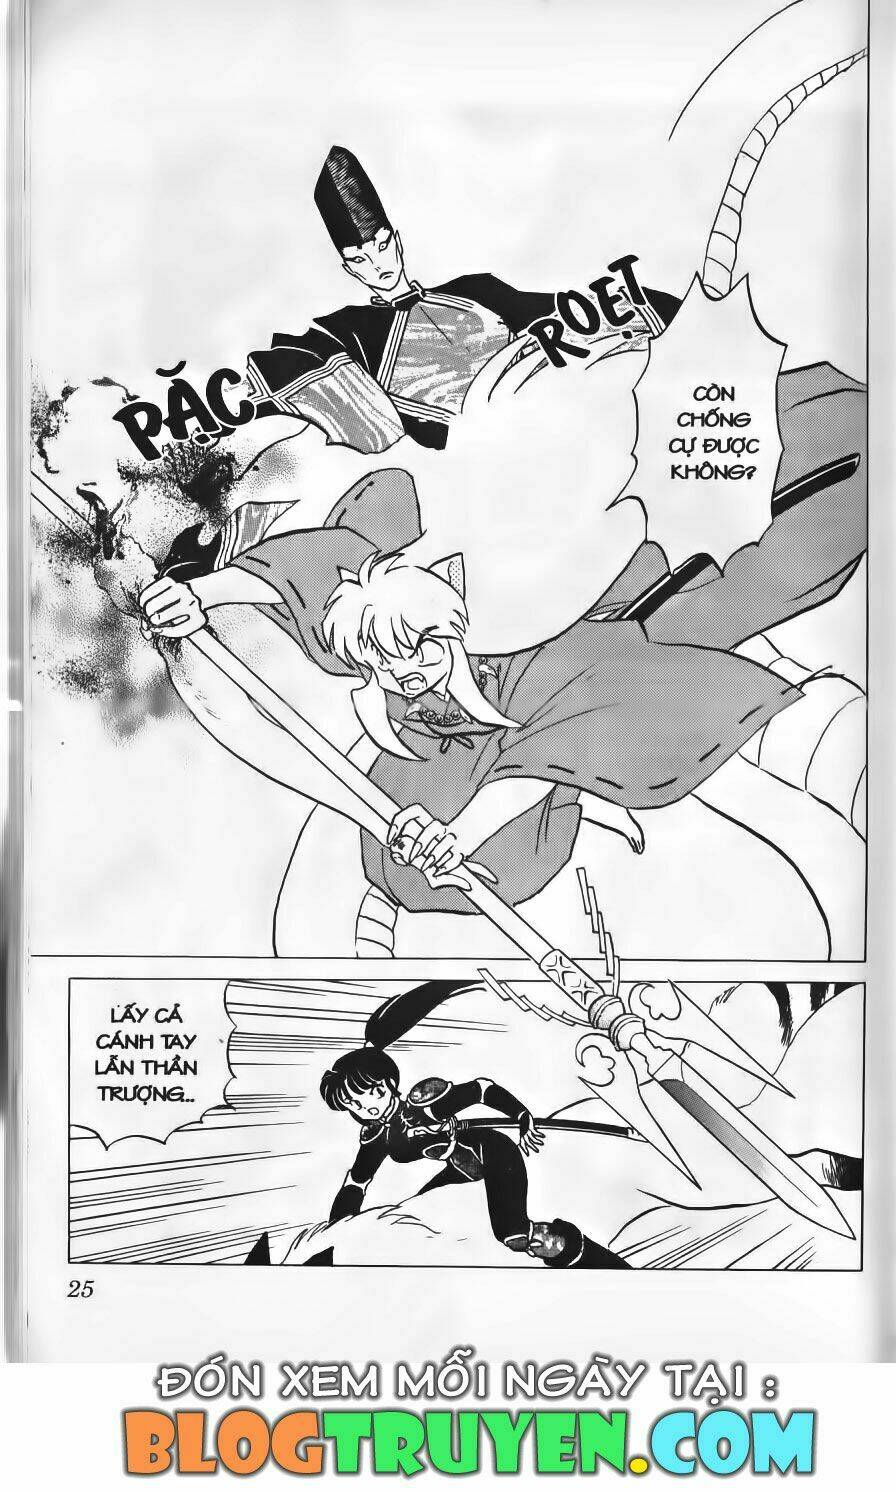 PẶC
ROẸT
CÒN
CHỐNG
CỰ ĐƯỢC
KHÔNG?
LẤY CẢ
CÁNH TAY
LẪN THẦN
TRƯỢNG...
25
ĐÓN XEM MỖI NGÀY TẠI :
BLOGTRUYEN.COM